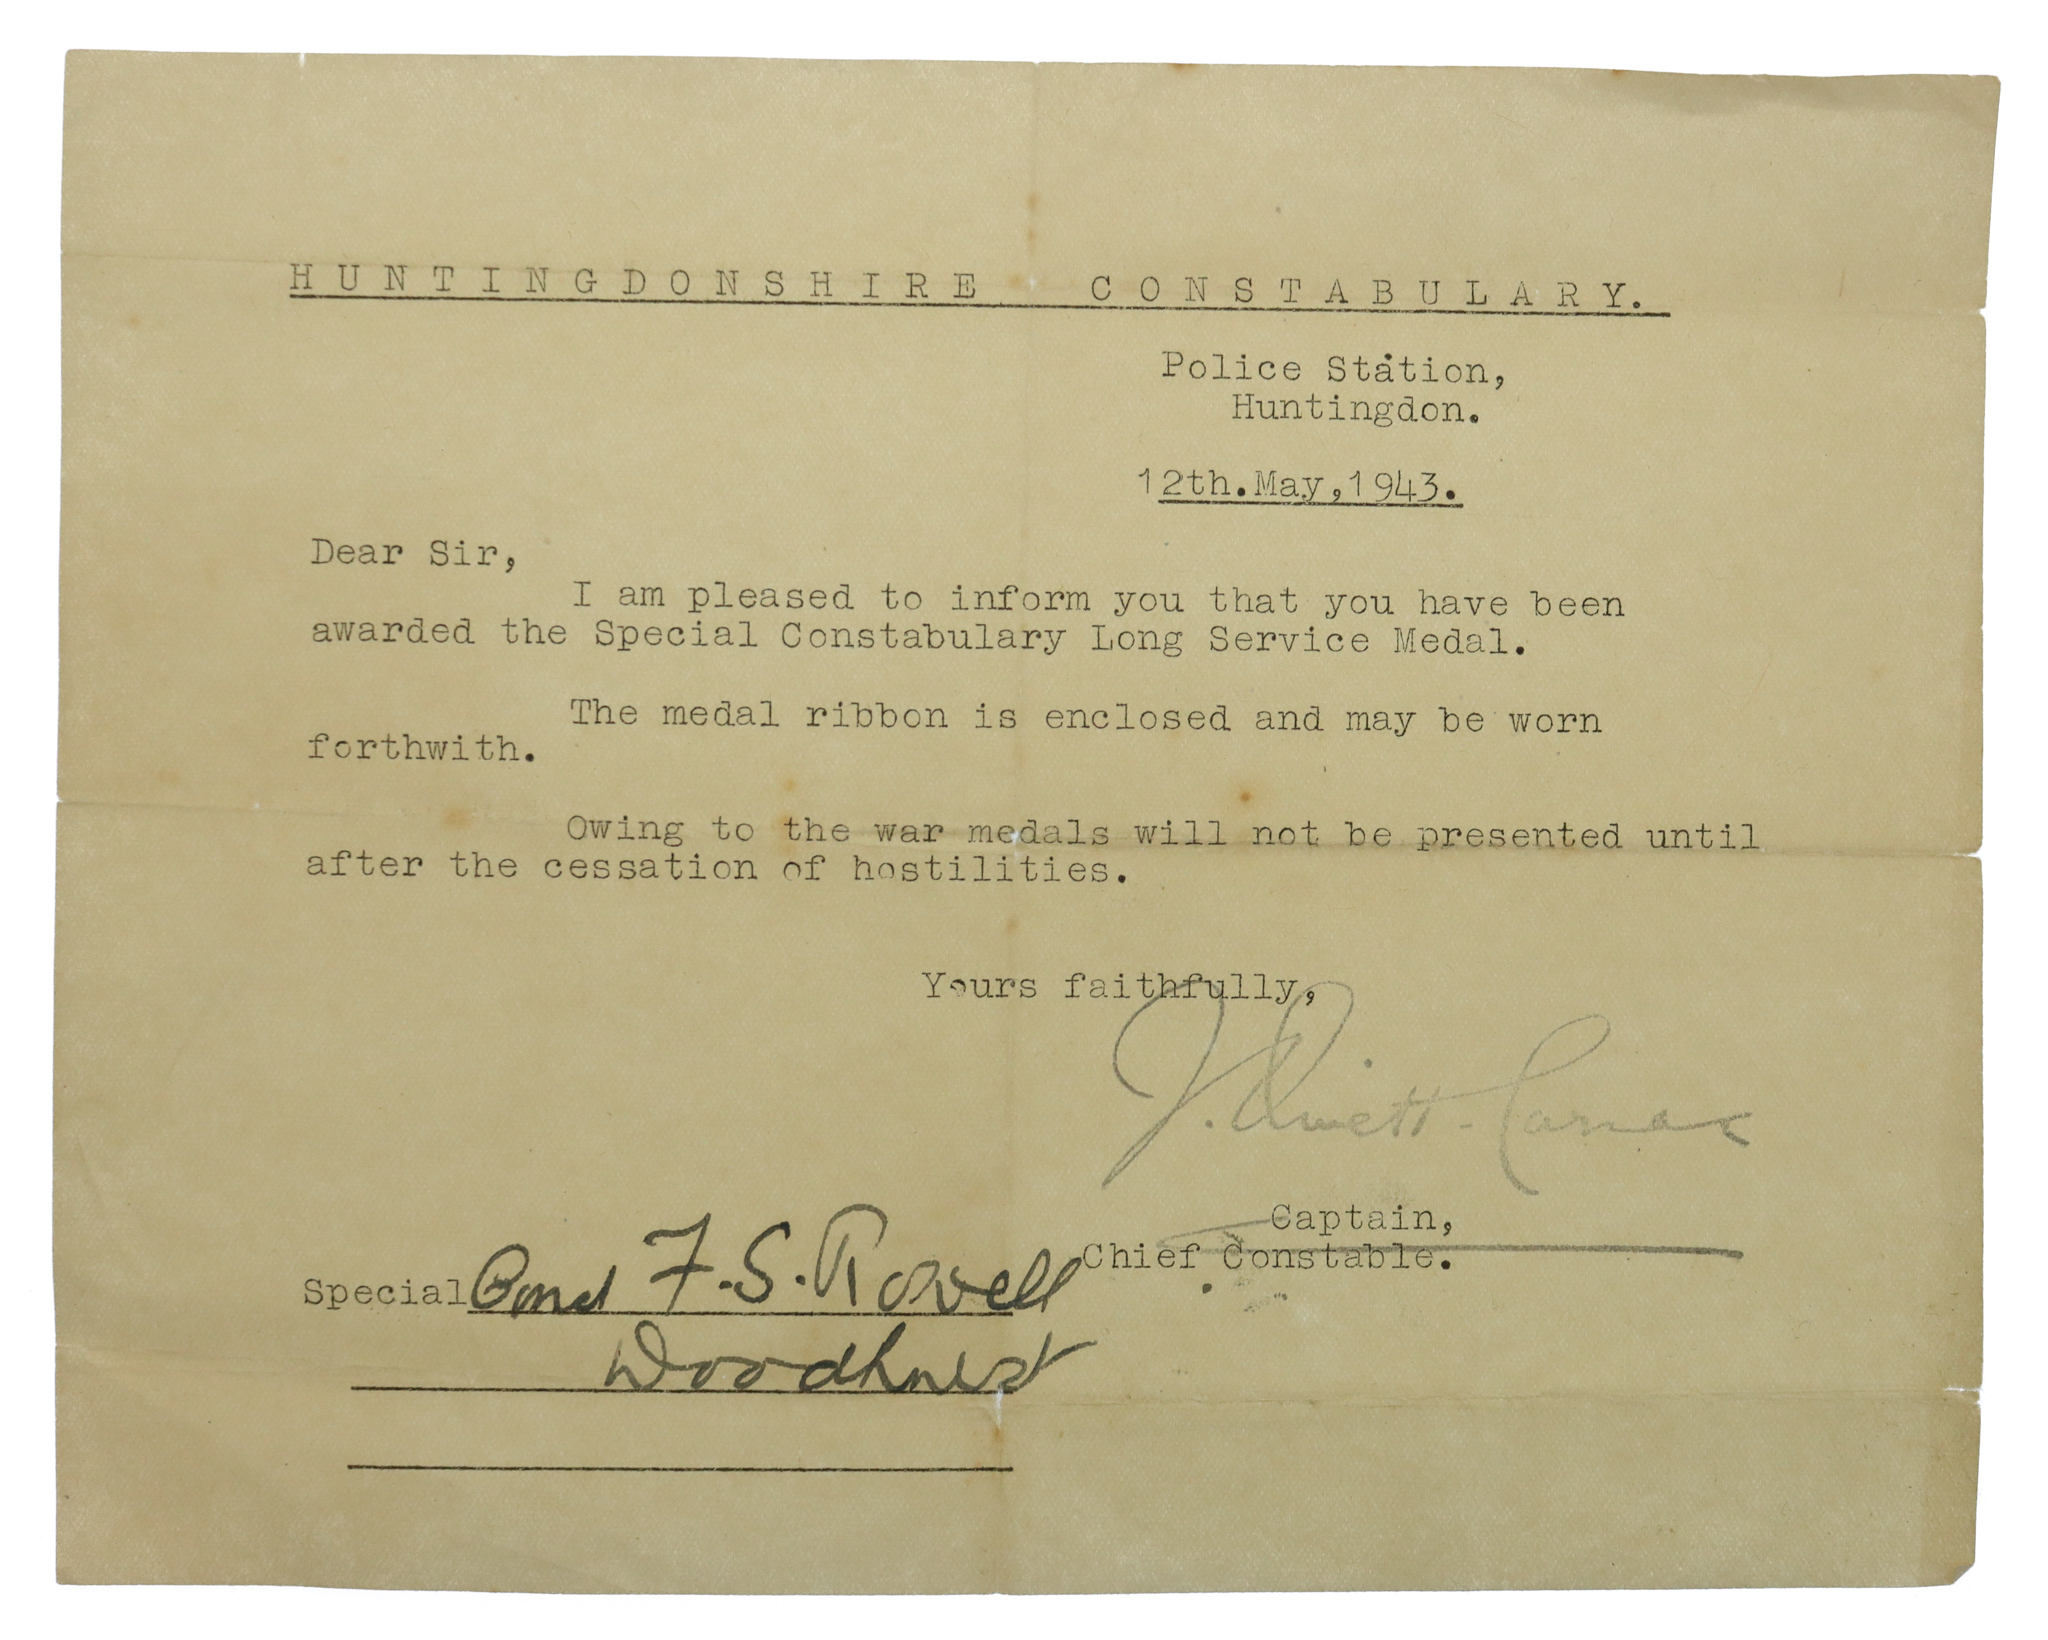 HUNTINGDONSHIRE CONSTABULARY.
Police Station,
Huntingdon.
12th.May,1943.
Dear Sir,
I am pleased to inform you that you have been
awarded the Special Constabulary Long Service Medal.
The medal ribbon is enclosed and may be worn
forthwith.
Owing to the war medals will not be presented until
after the cessation of hostilities.
Yours faithfully,
J. Rivett-Carnac
Captain,
Chief Constable.
Special F.S. Rowell
Woodhurst